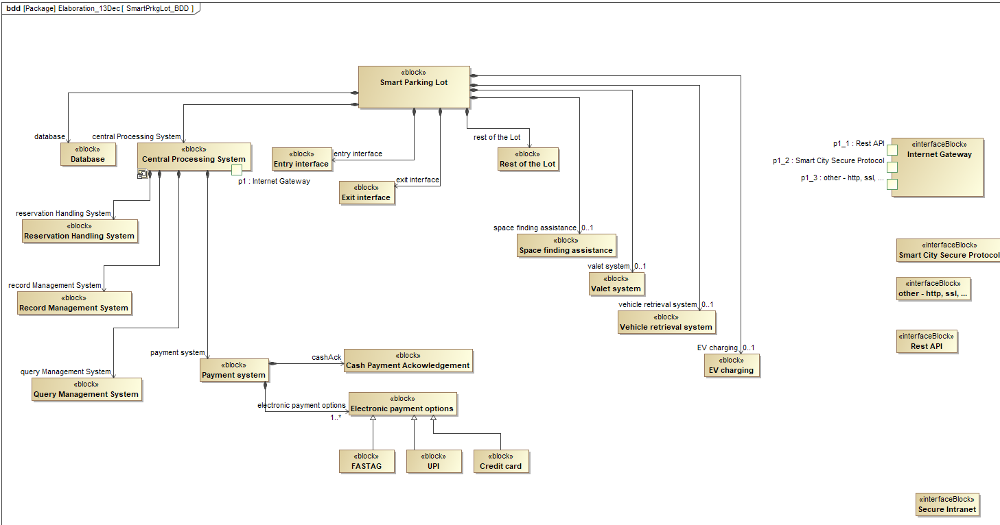 bdd [Package] Elaboration_13Dec [ SmartPrkgLot_BDD ]
«block»
Smart Parking Lot
database
«block»
Database
central Processing System
«block»
Central Processing System
p1 : Internet Gateway
«block»
Entry interface
entry interface
exit interface
«block»
Exit interface
rest of the Lot
«block»
Rest of the Lot
p1_1 : Rest API
p1_2 : Smart City Secure Protocol
p1_3 : other - http, ssl, ...
«interfaceBlock»
Internet Gateway
reservation Handling System
«block»
Reservation Handling System
space finding assistance 0..1
«block»
Space finding assistance
«interfaceBlock»
Smart City Secure Protocol
valet system 0..1
«block»
Valet system
record Management System
«block»
Record Management System
«interfaceBlock»
other - http, ssl, ...
vehicle retrieval system 0..1
«block»
Vehicle retrieval system
«interfaceBlock»
Rest API
EV charging 0..1
«block»
EV charging
payment system
«block»
Payment system
cashAck
«block»
Cash Payment Ackowledgement
query Management System
«block»
Query Management System
electronic payment options
1..*
«block»
Electronic payment options
«block»
FASTAG
«block»
UPI
«block»
Credit card
«interfaceBlock»
Secure Intranet